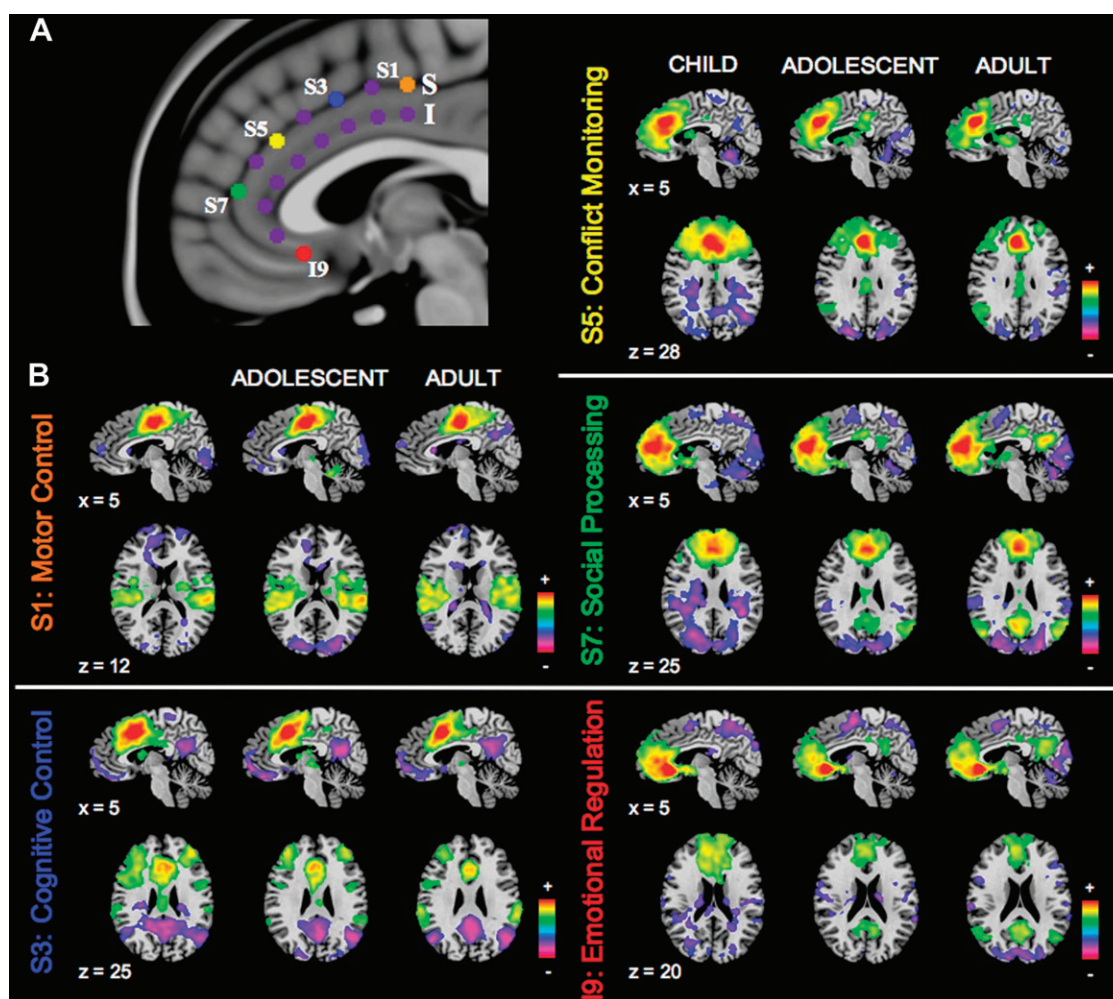 A
S3
S1
S
I
S5
S7
I9
CHILD ADOLESCENT ADULT
S5: Conflict Monitoring
x = 5
z = 28
+
-
B
ADOLESCENT ADULT
S1: Motor Control
x = 5
z = 12
+
-
S7: Social Processing
x = 5
z = 25
+
-
S3: Cognitive Control
x = 5
z = 25
+
-
I9: Emotional Regulation
x = 5
z = 20
+
-